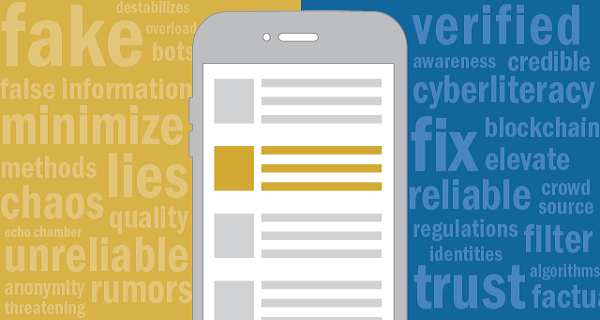 fake
destabilizes
overload
bots
false information
minimize
methods
lies
chaos
quality
echo chamber
unreliable
anonymity
rumors
threatening
verified
awareness
credible
cyberliteracy
fix
blockchain
elevate
reliable
crowd
source
regulations
filter
identities
trust
algorithms
factua